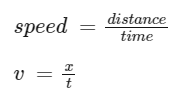 speed = distance/time
v = x/t